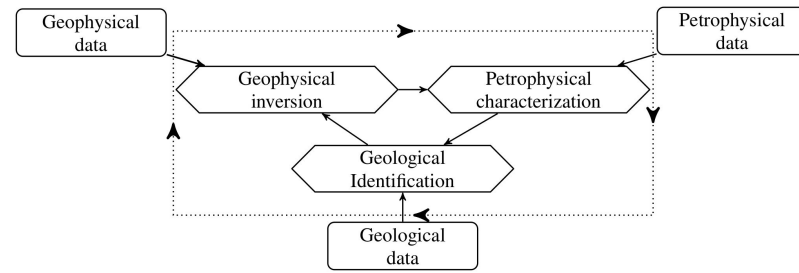 Geophysical
data
Petrophysical
data
Geophysical
inversion
Petrophysical
characterization
Geological
Identification
Geological
data